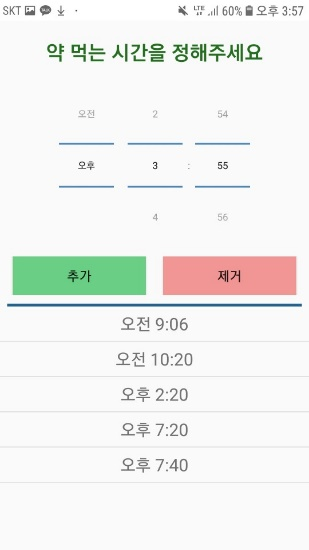 SKT LTE 60% 오후 3:57
약 먹는 시간을 정해주세요
오전 2 54
오후 3 : 55
4 56
추가 제거
오전 9:06
오전 10:20
오후 2:20
오후 7:20
오후 7:40